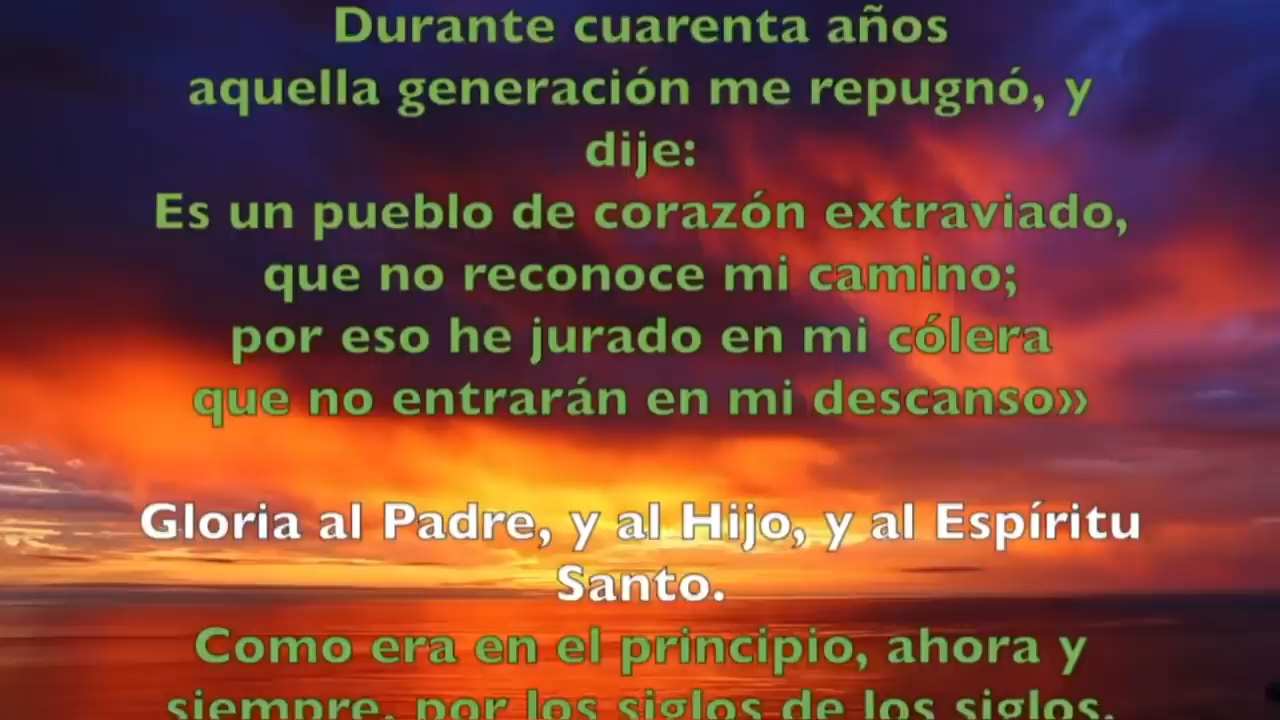 Durante cuarenta años
aquella generación me repugnó, y
dije:
Es un pueblo de corazón extraviado,
que no reconoce mi camino;
por eso he jurado en mi cólera
que no entrarán en mi descanso»
Gloria al Padre, y al Hijo, y al Espíritu
Santo.
Como era en el principio, ahora y
siempre, por los siglos de los siglos.